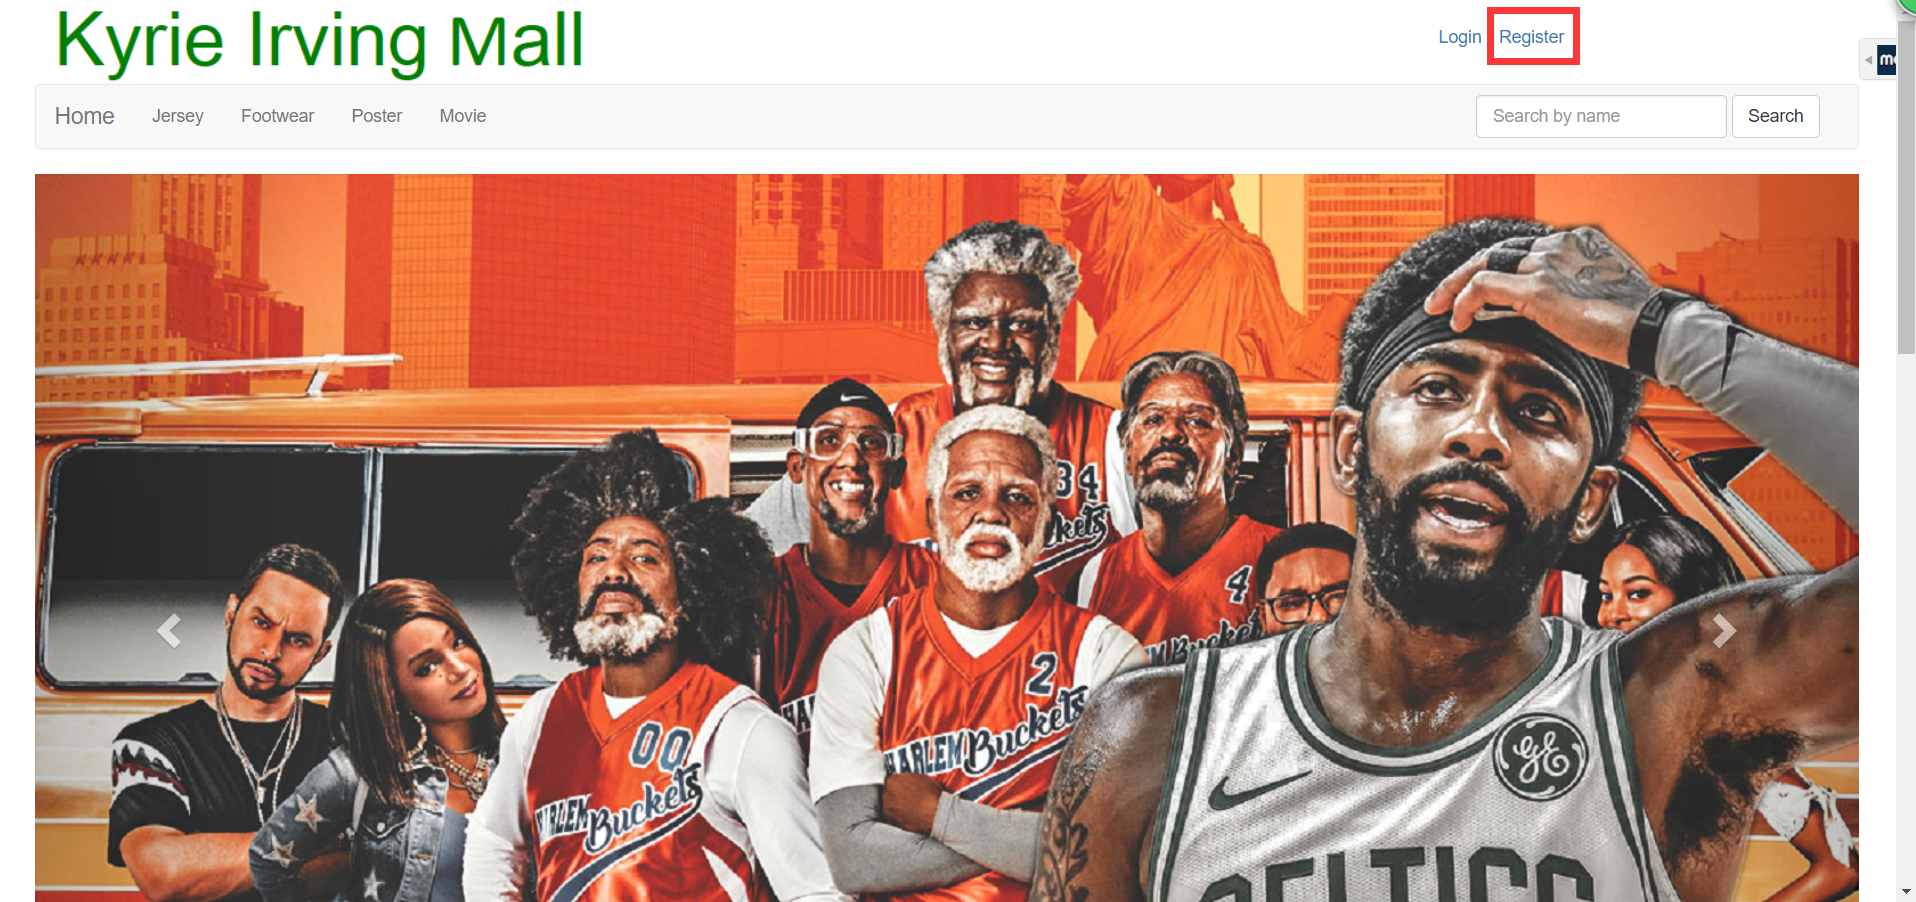 Kyrie Irving Mall
Login Register
Home Jersey Footwear Poster Movie
Search by name Search
34
4
2
HARLEM Buckets
00
HARLEM Buckets
GE
CELTICS